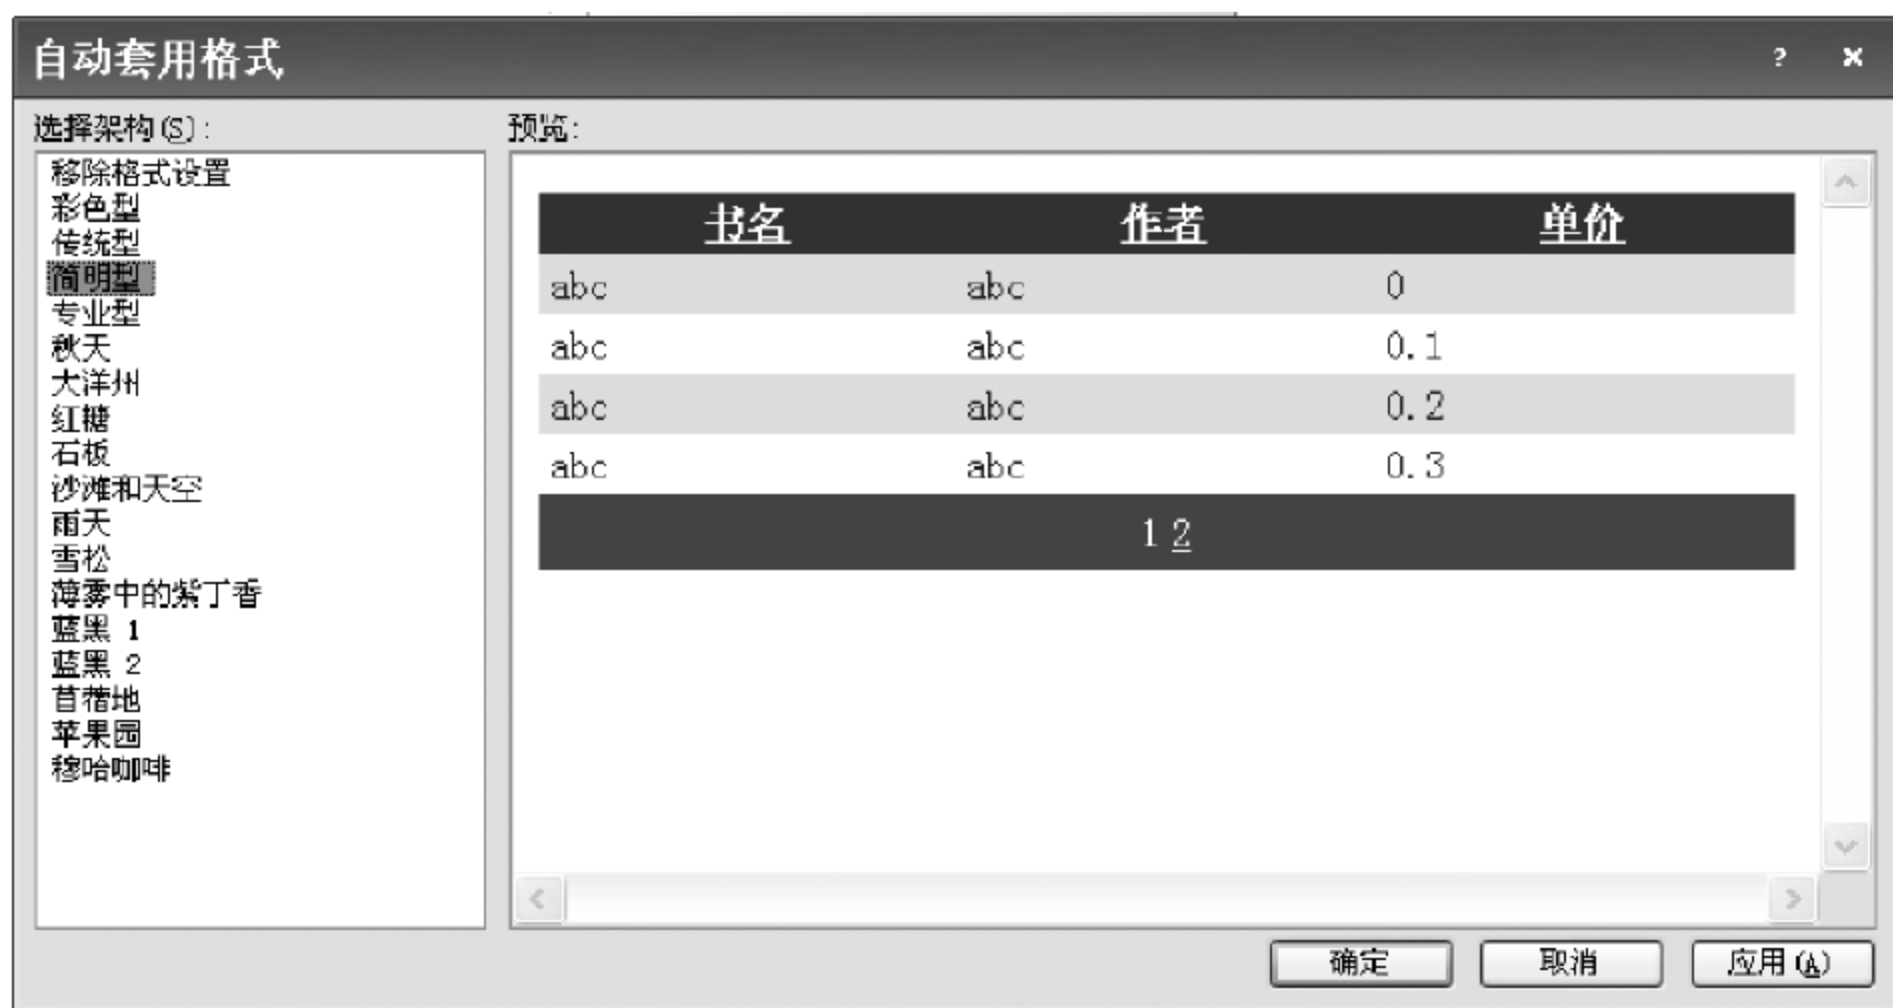 自动套用格式 ? ×
选择架构(S):
移除格式设置
彩色型
传统型
简明型
专业型
秋天
大洋州
红糖
石板
沙滩和天空
雨天
雪松
薄雾中的紫丁香
蓝黑 1
蓝黑 2
苜蓿地
苹果园
穆哈咖啡
预览:
书名 作者 单价
abc abc 0
abc abc 0.1
abc abc 0.2
abc abc 0.3
1 2
确定 取消 应用(A)